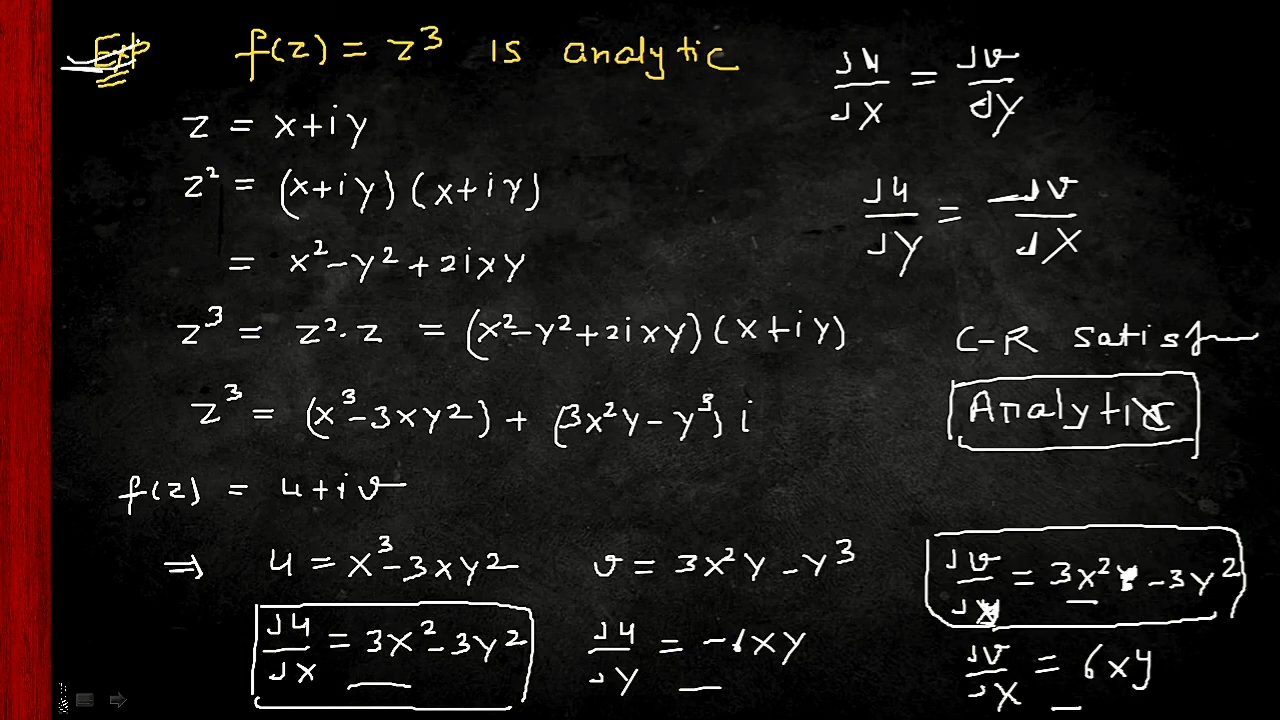 Ex:
f(z) = z³ is analytic
z = x+iy
z² = (x+iy)(x+iy)
= x²-y²+2ixy
z³ = z².z = (x²-y²+2ixy)(x+iy)
z³ = (x³-3xy²)+(3x²y-y³)i
f(z) = u+iv
⇒ u = x³-3xy² v = 3x²y-y³
∂u/∂x = 3x²-3y² ∂u/∂y = -6xy
∂u/∂x = ∂v/∂y
∂u/∂y = -∂v/∂x
C-R satisfy
Analytic
∂v/∂y = 3x²-3y²
∂v/∂x = 6xy